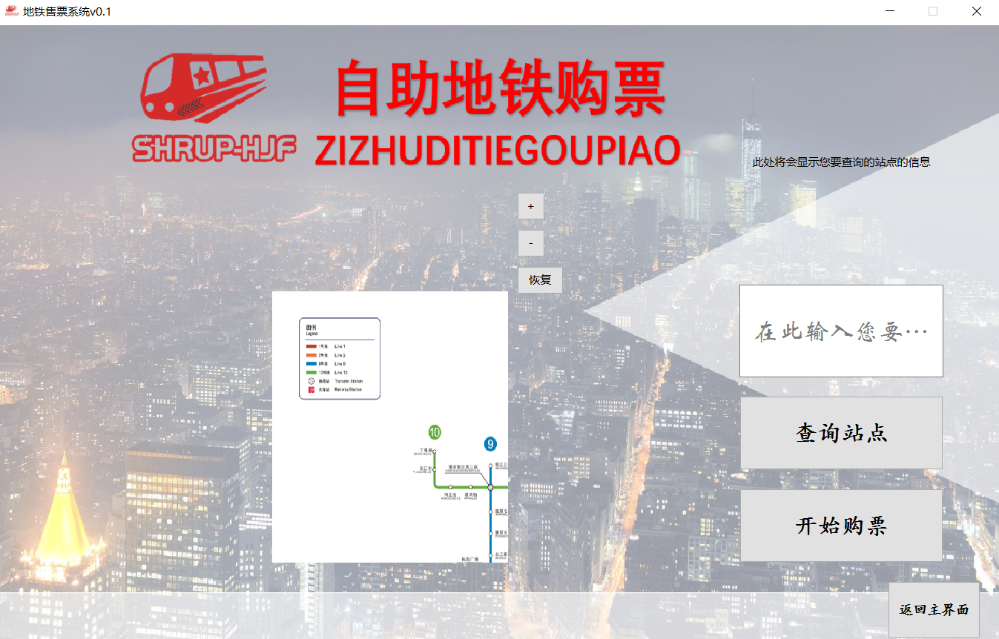 地铁售票系统v0.1
自助地铁购票
SHRUP-HJF
ZIZHUDITIEGOUPIAO
此处将会显示您要查询的站点的信息
+
-
恢复
图例
Legend
1号线 Line 1
2号线 Line 2
9号线 Line 9
10号线 Line 10
换乘站 Transfer Station
火车站 Railway Station
10
9
在此输入您要…
查询站点
开始购票
铁西广场
返回主界面